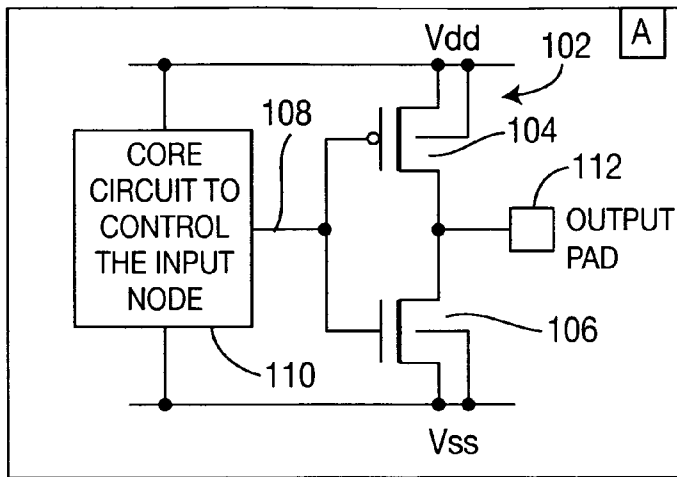 A
Vdd
102
108
104
CORE
CIRCUIT TO
CONTROL
THE INPUT
NODE
112
OUTPUT
PAD
106
110
Vss